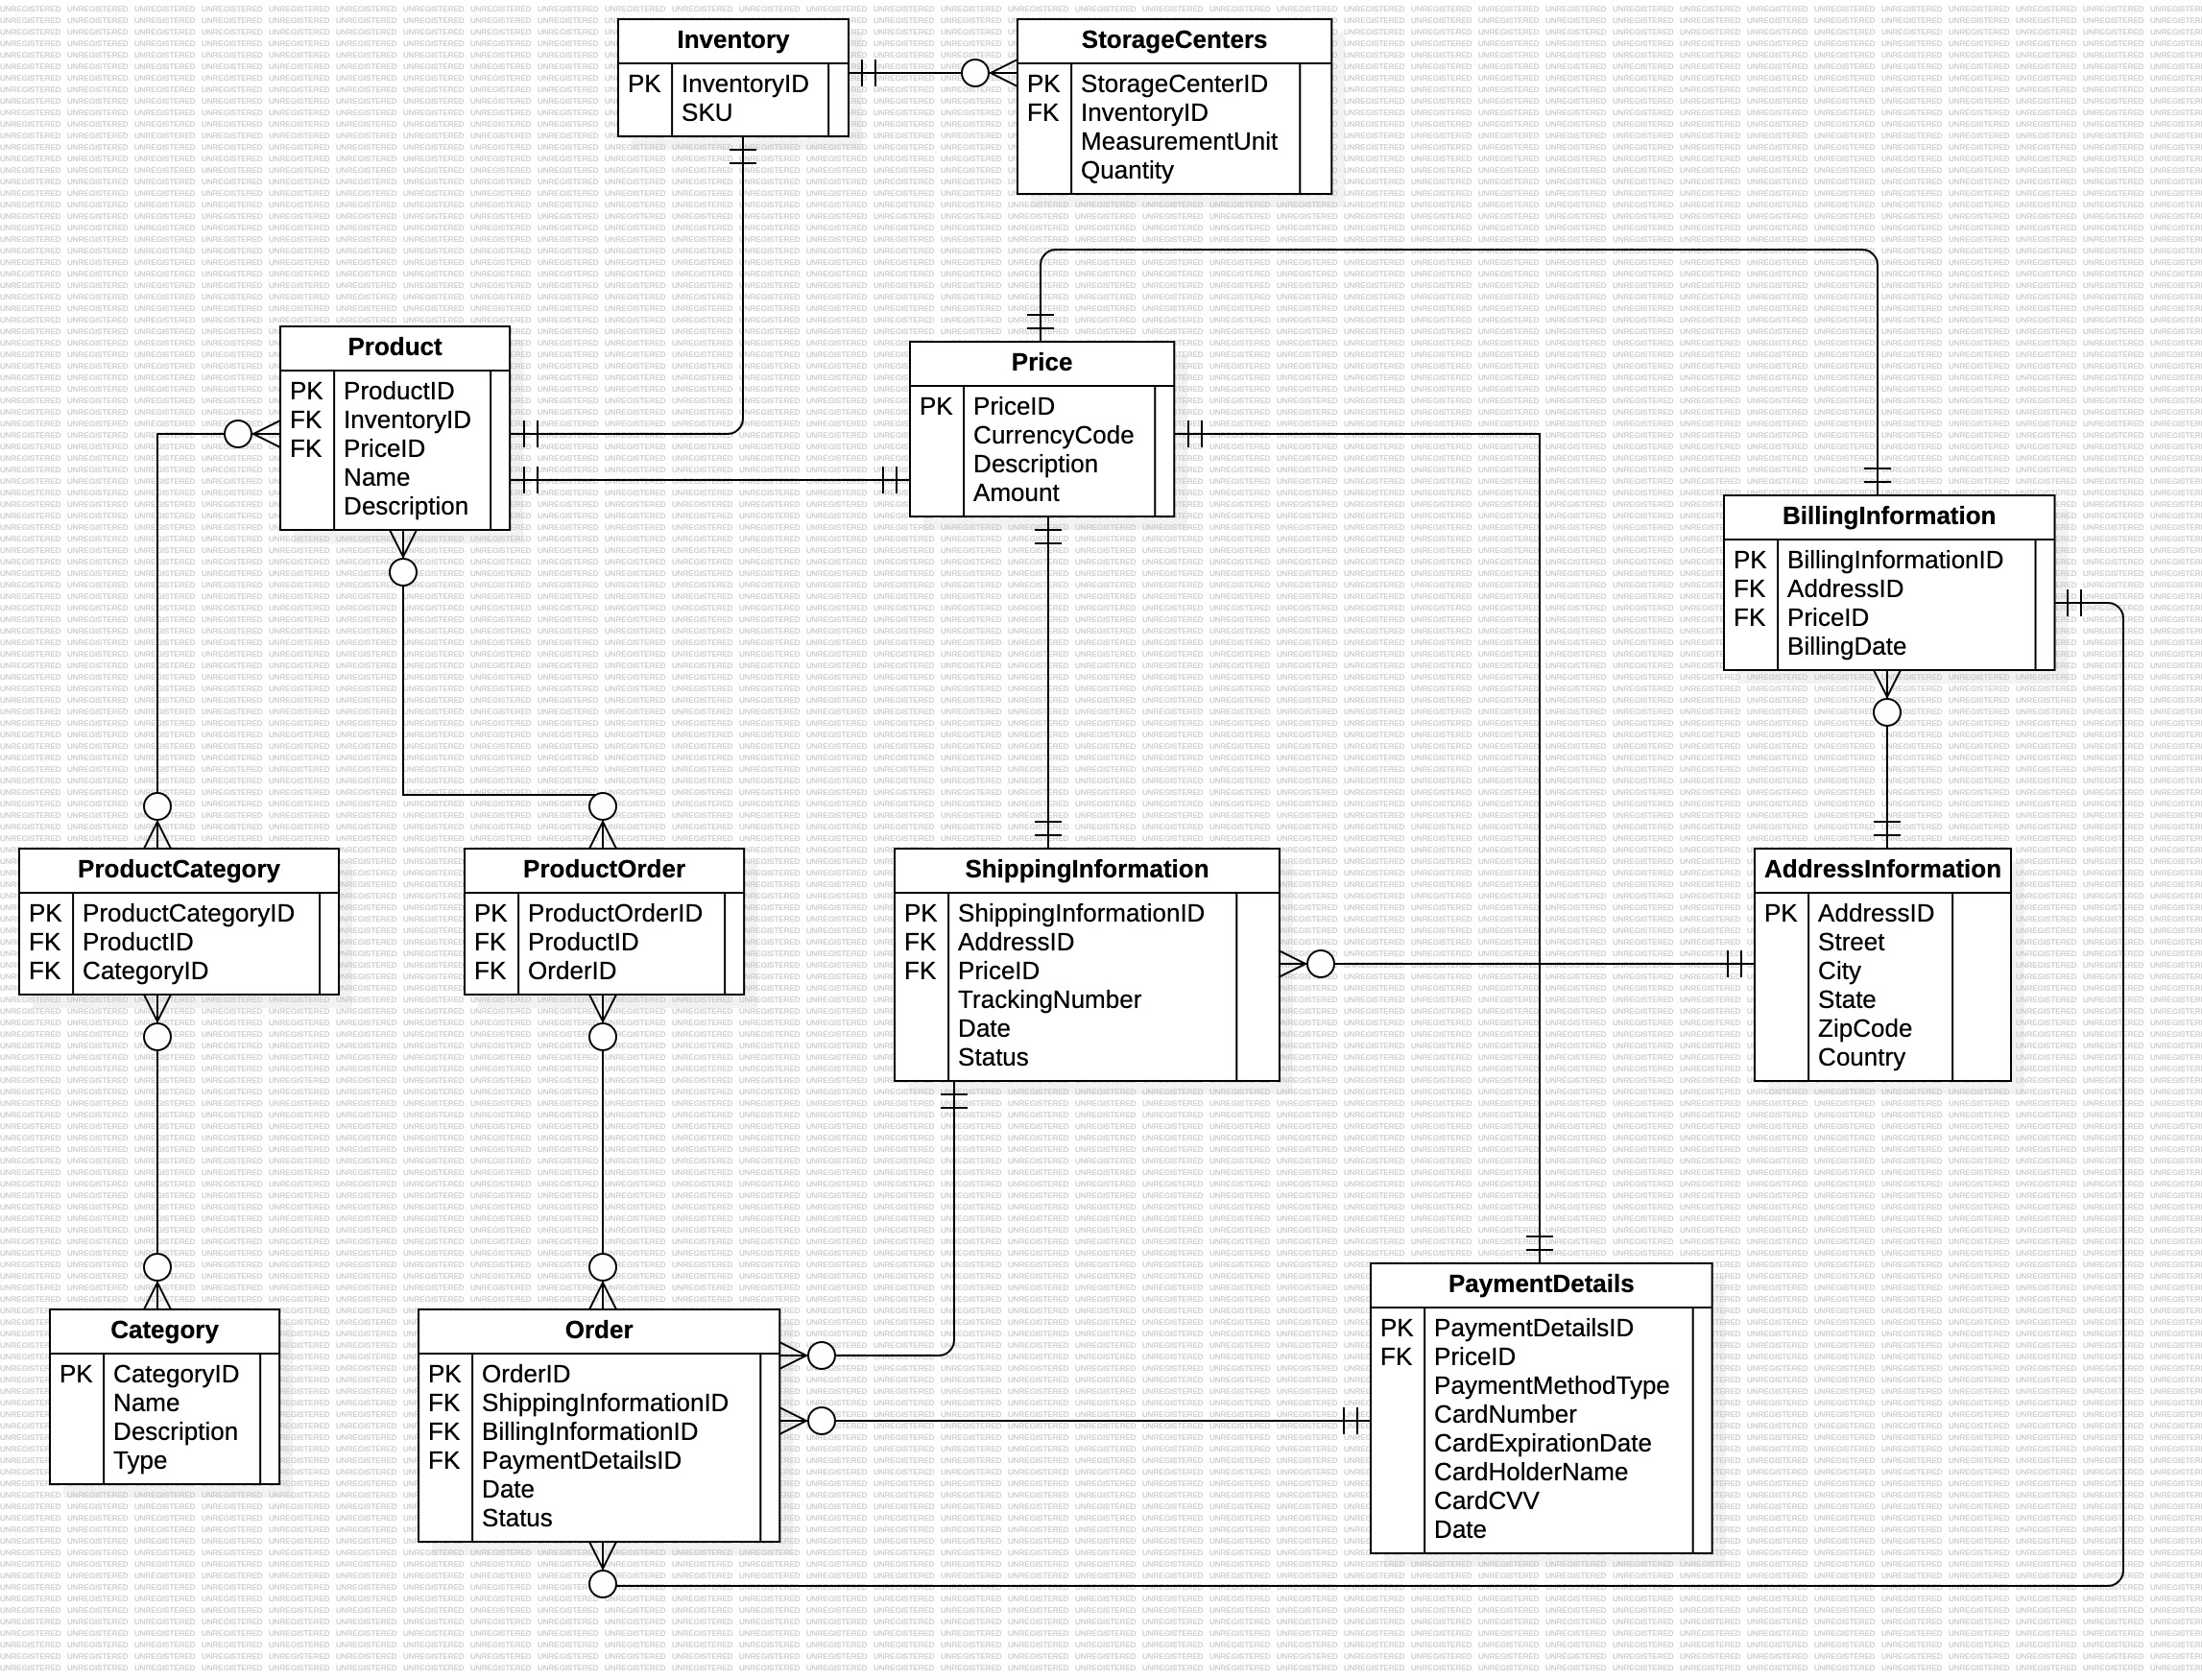 Inventory
PK InventoryID
SKU
StorageCenters
PK StorageCenterID
FK InventoryID
MeasurementUnit
Quantity
Product
PK ProductID
FK InventoryID
FK PriceID
Name
Description
Price
PK PriceID
CurrencyCode
Description
Amount
BillingInformation
PK BillingInformationID
FK AddressID
FK PriceID
BillingDate
ProductCategory
PK ProductCategoryID
FK ProductID
FK CategoryID
ProductOrder
PK ProductOrderID
FK ProductID
FK OrderID
ShippingInformation
PK ShippingInformationID
FK AddressID
FK PriceID
TrackingNumber
Date
Status
AddressInformation
PK AddressID
Street
City
State
ZipCode
Country
Category
PK CategoryID
Name
Description
Type
Order
PK OrderID
FK ShippingInformationID
FK BillingInformationID
FK PaymentDetailsID
Date
Status
PaymentDetails
PK PaymentDetailsID
FK PriceID
PaymentMethodType
CardNumber
CardExpirationDate
CardHolderName
CardCVV
Date
UNREGISTERED